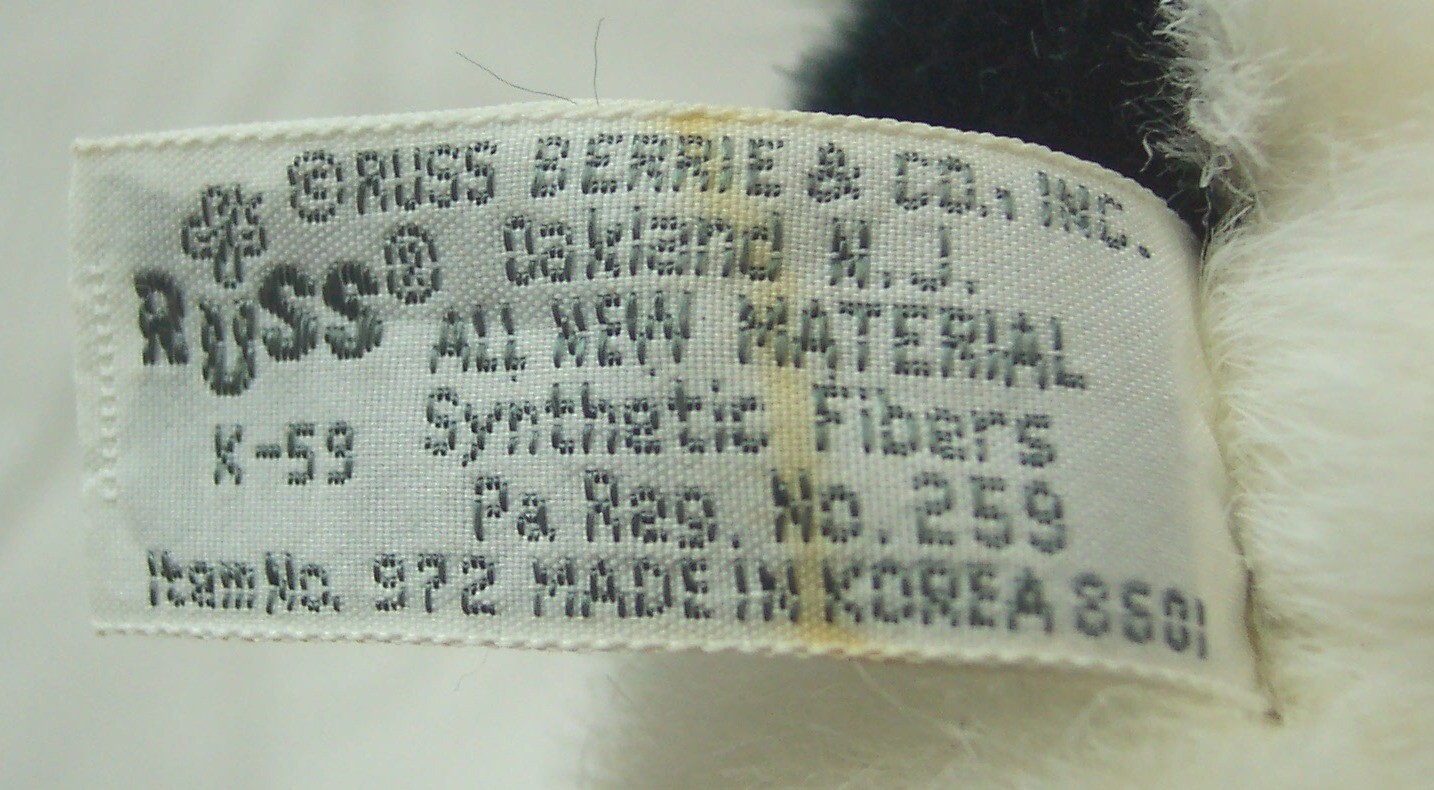 ©RUSS BERRIE & CO., INC.
Oakland N.J.
RUSS®
ALL NEW MATERIAL
K-59
Synthetic Fibers
Pa. Reg. No. 259
Item No. 972 MADE IN KOREA 8501